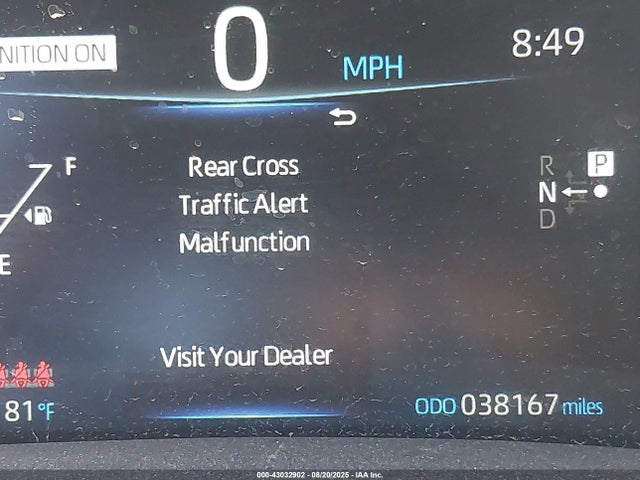 NITION ON
0
MPH
8:49
F
E
Rear Cross
Traffic Alert
Malfunction
Visit Your Dealer
P
R
N
D
81°F
ODO 038167 miles
000-43032902 - 08/20/2025 - IAA Inc.